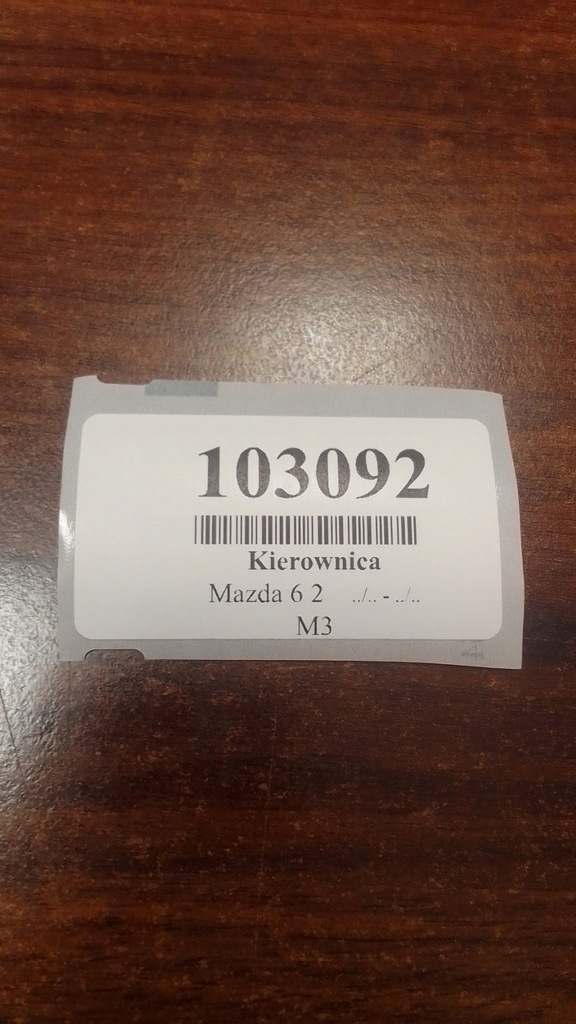 103092
Kierownica
Mazda 6 2 ../.. - ../..
M3